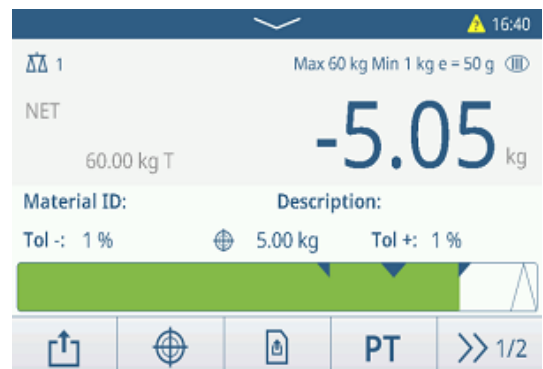 16:40
1 Max 60 kg Min 1 kg e = 50 g III
NET
-5.05 kg
60.00 kg T
Material ID: Description:
Tol -: 1 % 5.00 kg Tol +: 1 %
PT 1/2